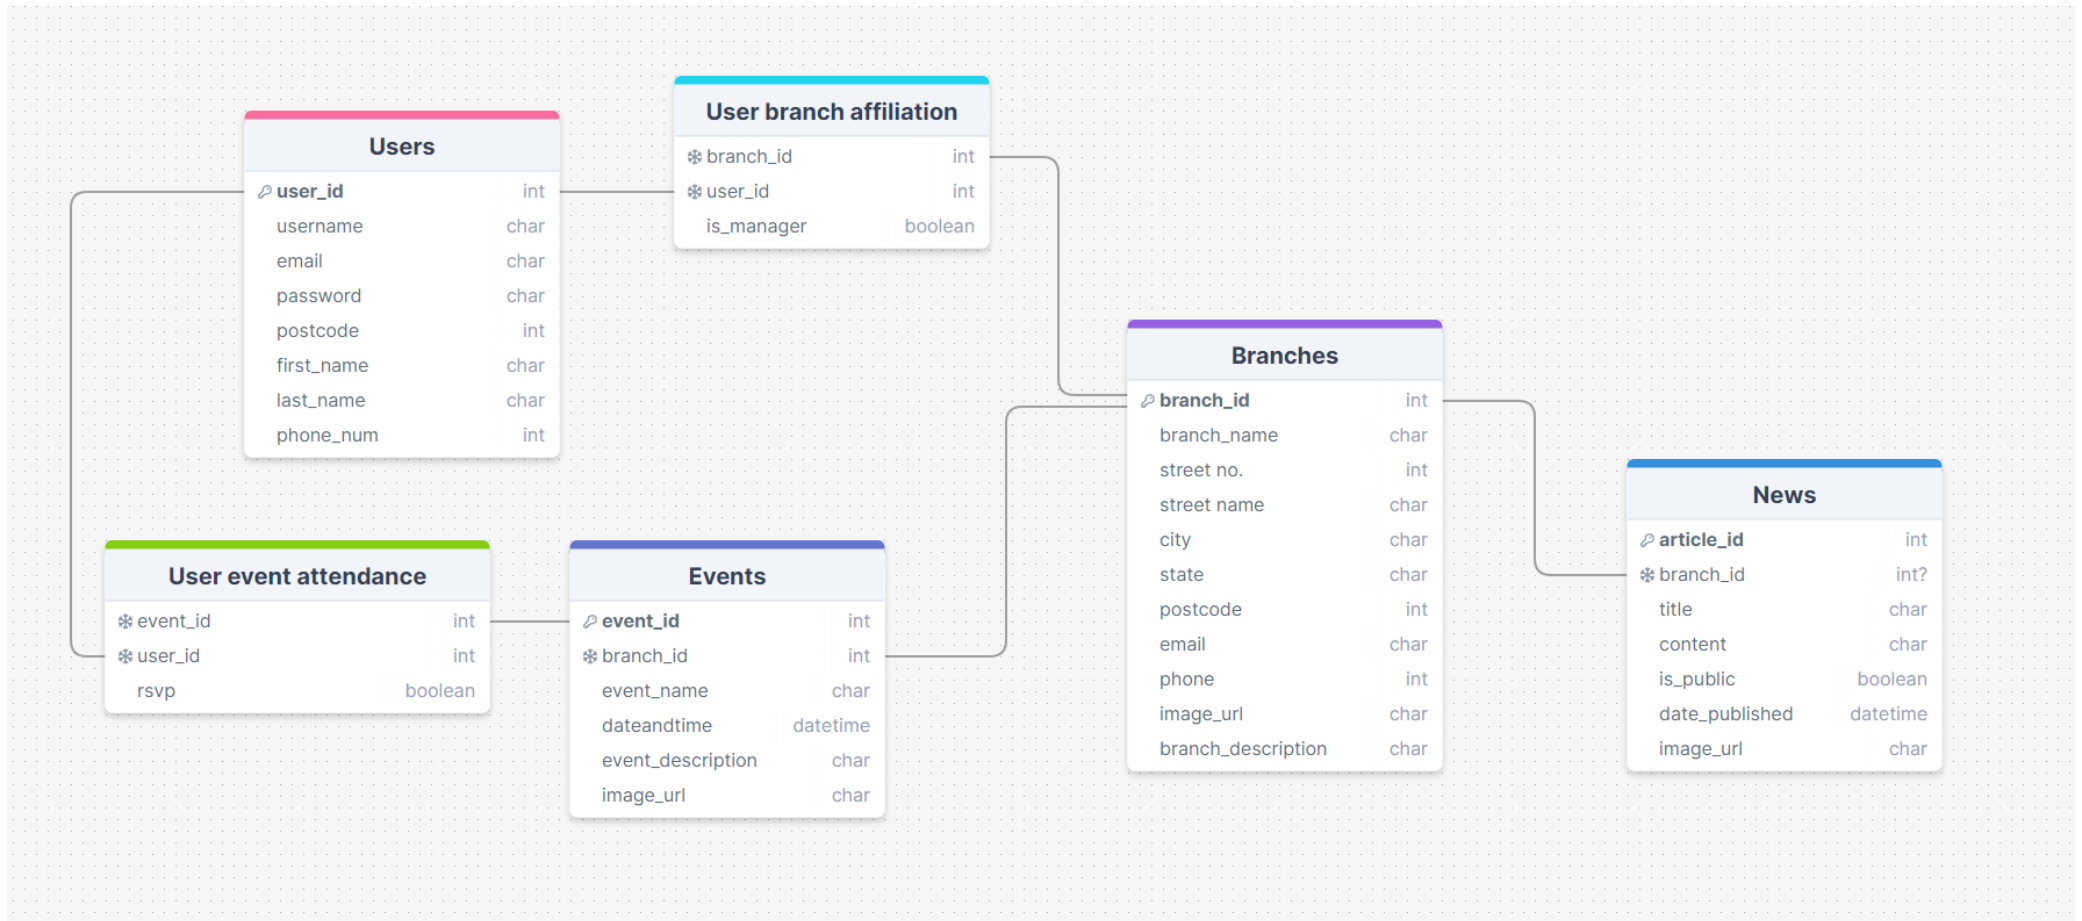 User branch affiliation
branch_id int
user_id int
is_manager boolean
Users
user_id int
username char
email char
password char
postcode int
first_name char
last_name char
phone_num int
Branches
branch_id int
branch_name char
street no. int
street name char
city char
state char
postcode int
email char
phone int
image_url char
branch_description char
News
article_id int
branch_id int?
title char
content char
is_public boolean
date_published datetime
image_url char
User event attendance
event_id int
user_id int
rsvp boolean
Events
event_id int
branch_id int
event_name char
dateandtime datetime
event_description char
image_url char